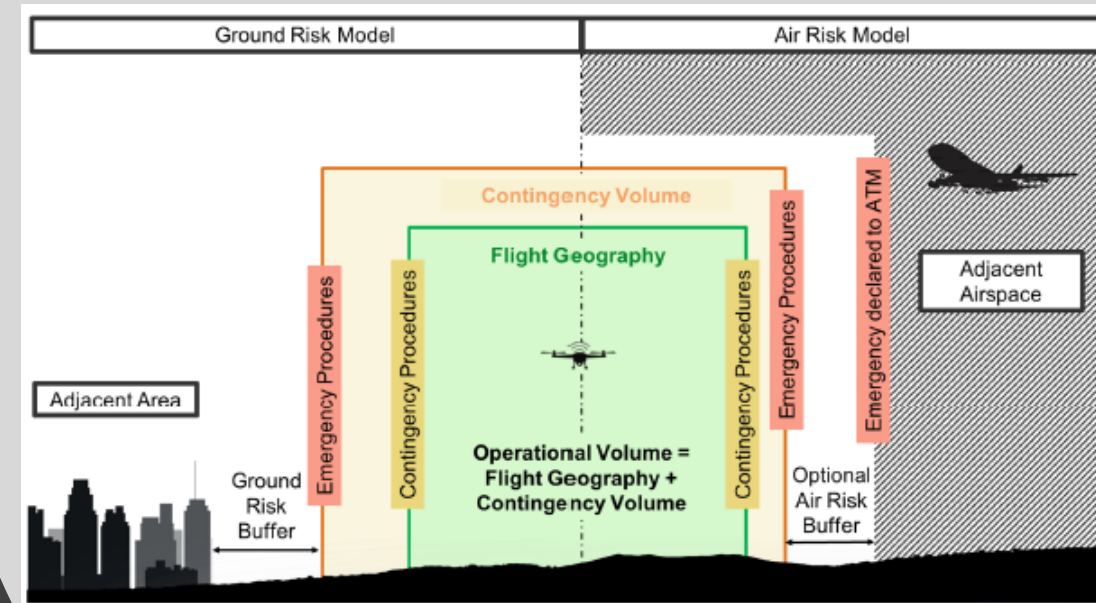 Ground Risk Model
Air Risk Model
Contingency Volume
Flight Geography
Emergency Procedures
Contingency Procedures
Contingency Procedures
Emergency Procedures
Emergency declared to ATM
Adjacent
Airspace
Adjacent Area
Operational Volume =
Flight Geography +
Contingency Volume
Ground
Risk
Buffer
Optional
Air Risk
Buffer